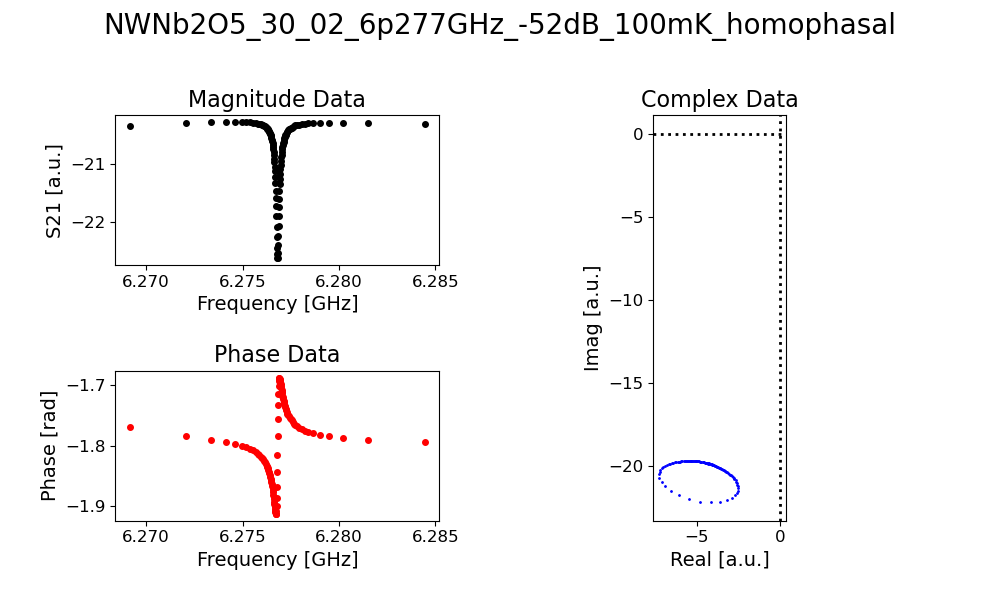 NWNb2O5_30_02_6p277GHz_-52dB_100mK_homophasal
Magnitude Data
S21 [a.u.]
−21
−22
6.270 6.275 6.280 6.285
Frequency [GHz]
Phase Data
Phase [rad]
−1.7
−1.8
−1.9
6.270 6.275 6.280 6.285
Frequency [GHz]
Complex Data
Imag [a.u.]
0
−5
−10
−15
−20
−5 0
Real [a.u.]